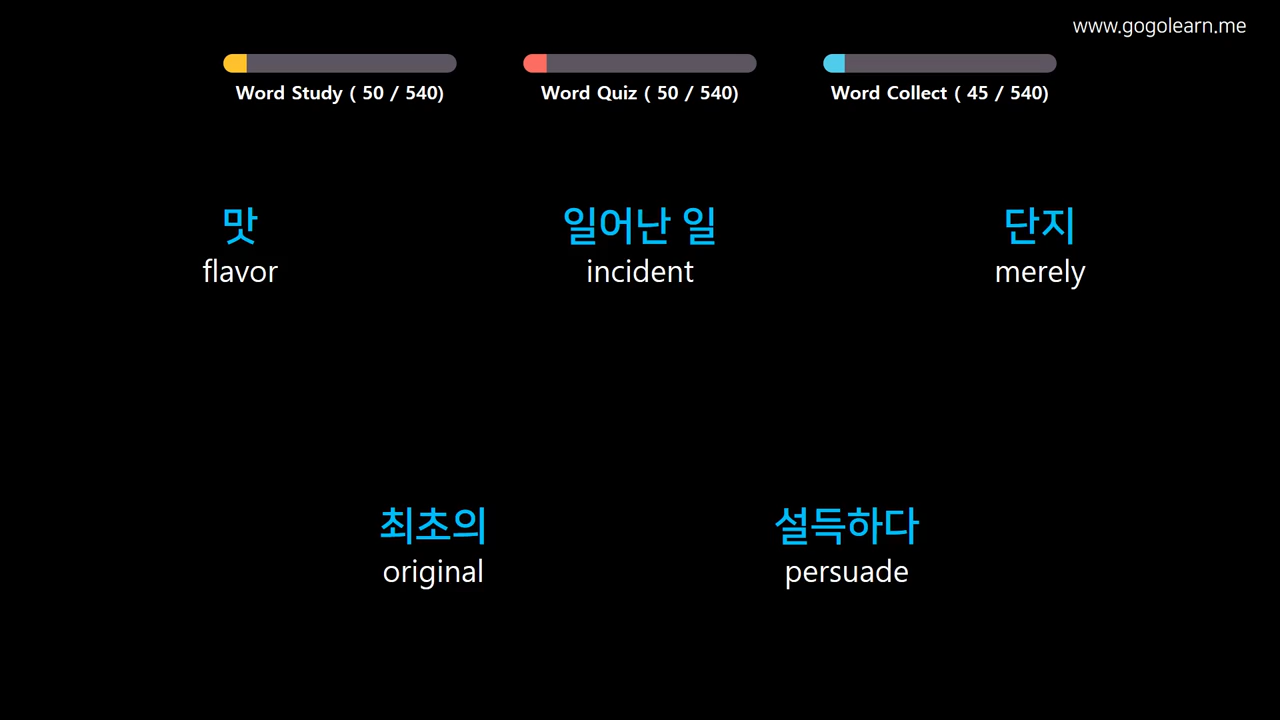 www.gogolearn.me
Word Study ( 50 / 540)
Word Quiz ( 50 / 540)
Word Collect ( 45 / 540)
맛
flavor
일어난 일
incident
단지
merely
최초의
original
설득하다
persuade